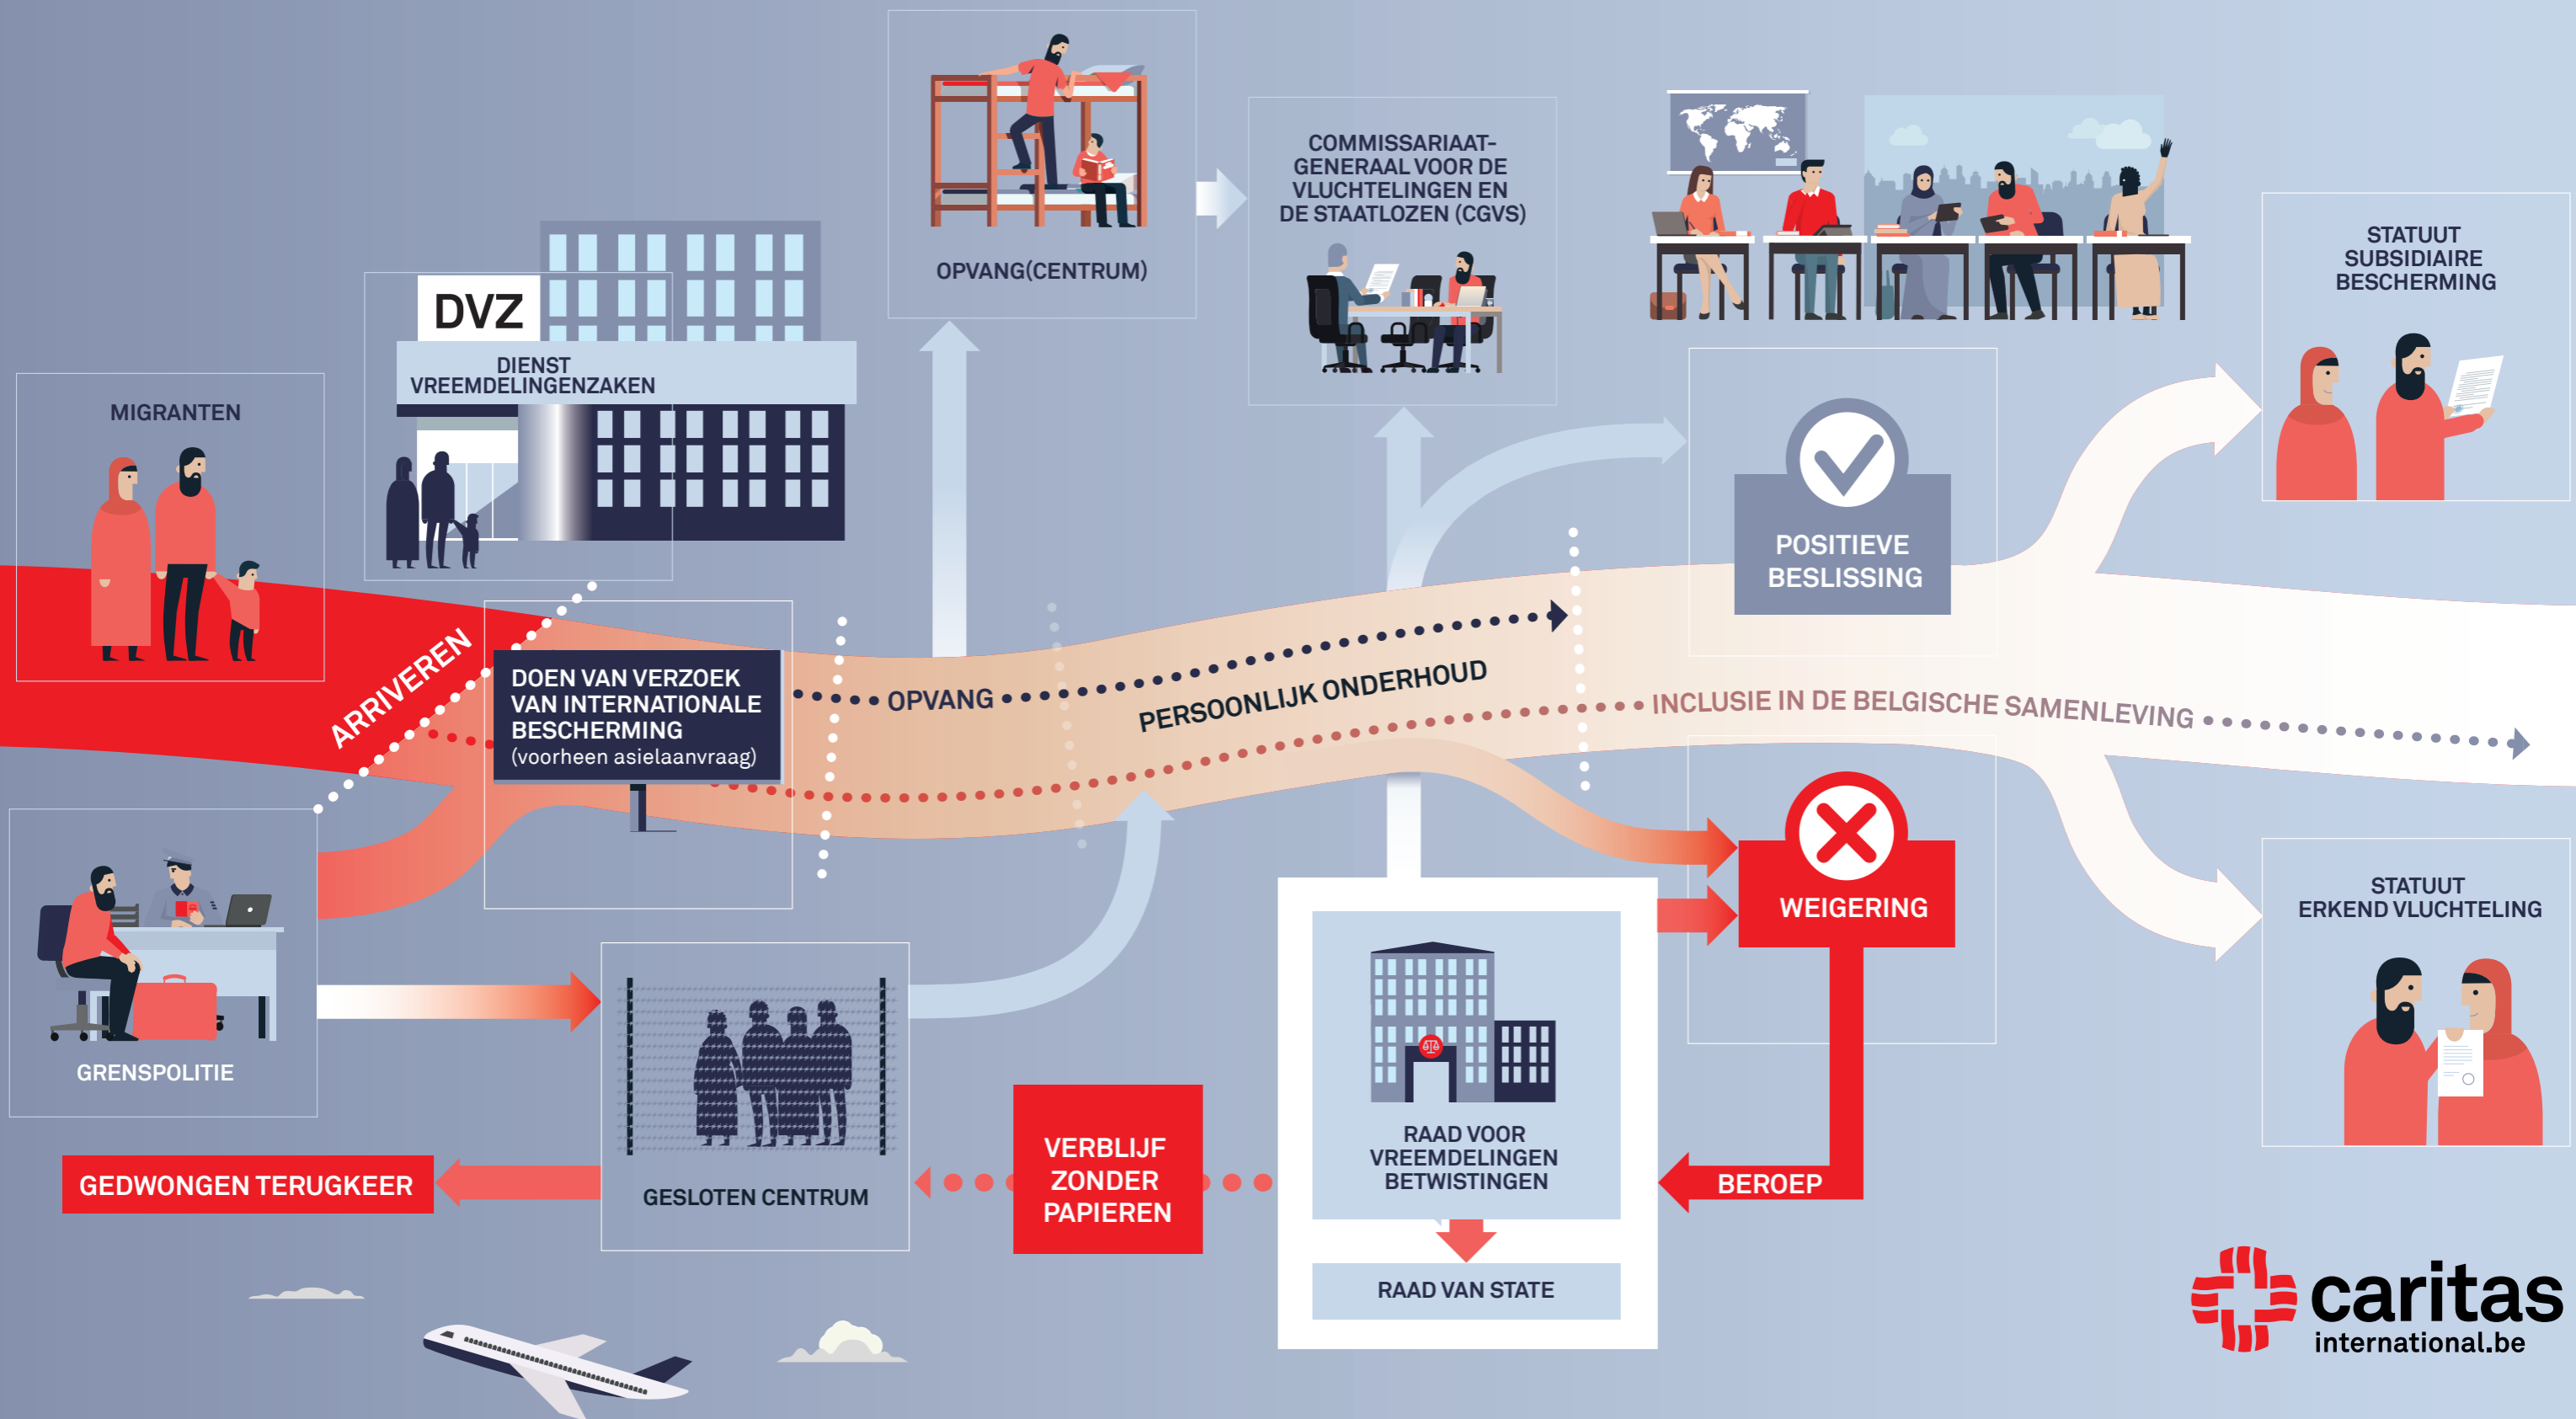 MIGRANTEN
DVZ
DIENST
VREEMDELINGENZAKEN
OPVANG(CENTRUM)
COMMISSARIAAT-
GENERAAL VOOR DE
VLUCHTELINGEN EN
DE STAATLOZEN (CGVS)
STATUUT
SUBSIDIAIRE
BESCHERMING
ARRIVEREN
DOEN VAN VERZOEK
VAN INTERNATIONALE
BESCHERMING
(voorheen asielaanvraag)
OPVANG
PERSOONLIJK ONDERHOUD
POSITIEVE
BESLISSING
INCLUSIE IN DE BELGISCHE SAMENLEVING
GRENSPOLITIE
GEDWONGEN TERUGKEER
GESLOTEN CENTRUM
VERBLIJF
ZONDER
PAPIEREN
RAAD VOOR
VREEMDELINGEN
BETWISTINGEN
RAAD VAN STATE
WEIGERING
BEROEP
STATUUT
ERKEND VLUCHTELING
caritas
international.be